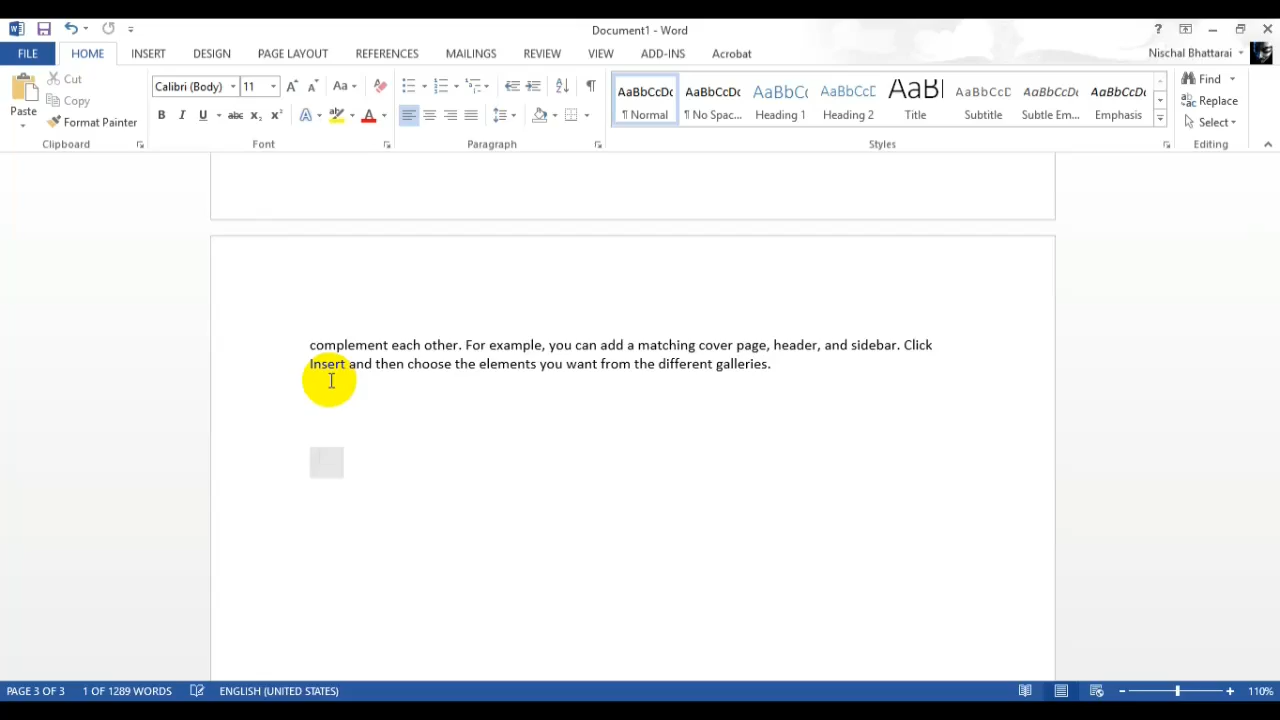 Document1 - Word
FILE HOME INSERT DESIGN PAGE LAYOUT REFERENCES MAILINGS REVIEW VIEW ADD-INS Acrobat Nischal Bhattarai
Paste
Cut
Copy
Format Painter
Clipboard
Calibri (Body) 11
Font
Paragraph
AaBbCcDc AaBbCcDc AaBbCc AaBbCcD AaBl AaBbCcD AaBbCcDc AaBbCcDc
¶ Normal ¶ No Spac... Heading 1 Heading 2 Title Subtitle Subtle Em... Emphasis
Styles
Find
Replace
Select
Editing
complement each other. For example, you can add a matching cover page, header, and sidebar. Click
Insert and then choose the elements you want from the different galleries.
PAGE 3 OF 3 1 OF 1289 WORDS ENGLISH (UNITED STATES) 110%